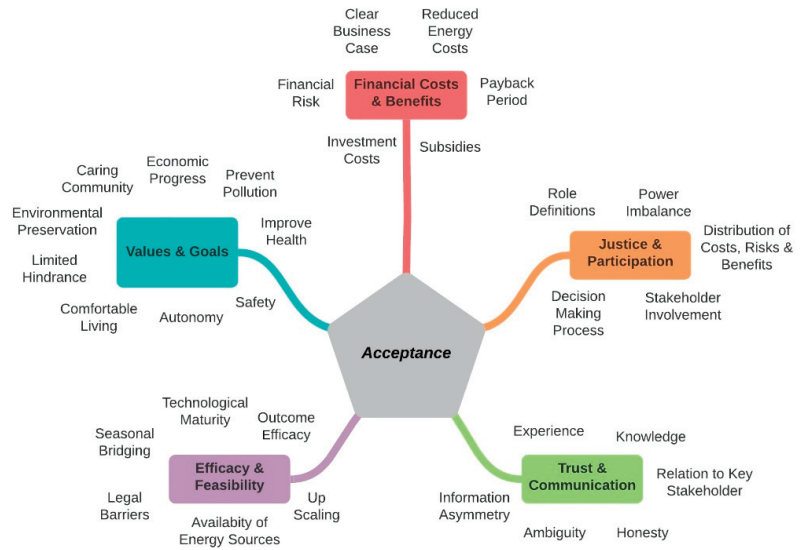 Clear
Business
Case
Reduced
Energy
Costs
Financial
Risk
Financial Costs
& Benefits
Payback
Period
Investment
Costs
Subsidies
Caring
Community
Economic
Progress
Prevent
Pollution
Environmental
Preservation
Values & Goals
Improve
Health
Limited
Hindrance
Comfortable
Living
Autonomy
Safety
Role
Definitions
Power
Imbalance
Justice &
Participation
Distribution of
Costs, Risks &
Benefits
Decision
Making
Process
Stakeholder
Involvement
Acceptance
Technological
Maturity
Outcome
Efficacy
Seasonal
Bridging
Efficacy &
Feasibility
Legal
Barriers
Availabity of
Energy Sources
Up
Scaling
Experience
Knowledge
Trust &
Communication
Relation to Key
Stakeholder
Information
Asymmetry
Ambiguity
Honesty